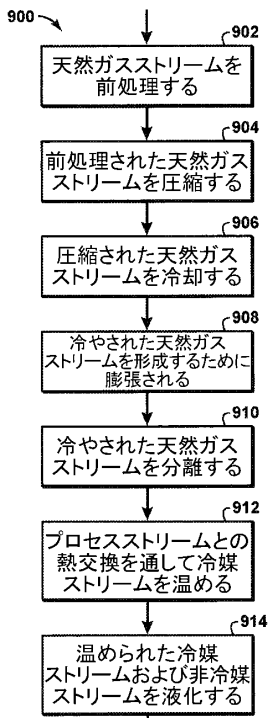 900
902
天然ガスストリームを
前処理する
904
前処理された天然ガス
ストリームを圧縮する
906
圧縮された天然ガス
ストリームを冷却する
908
冷やされた天然ガス
ストリームを形成するために
膨張される
910
冷やされた天然ガス
ストリームを分離する
912
プロセスストリームとの
熱交換を通して冷媒
ストリームを温める
914
温められた冷媒
ストリームおよび非冷媒
ストリームを液化する